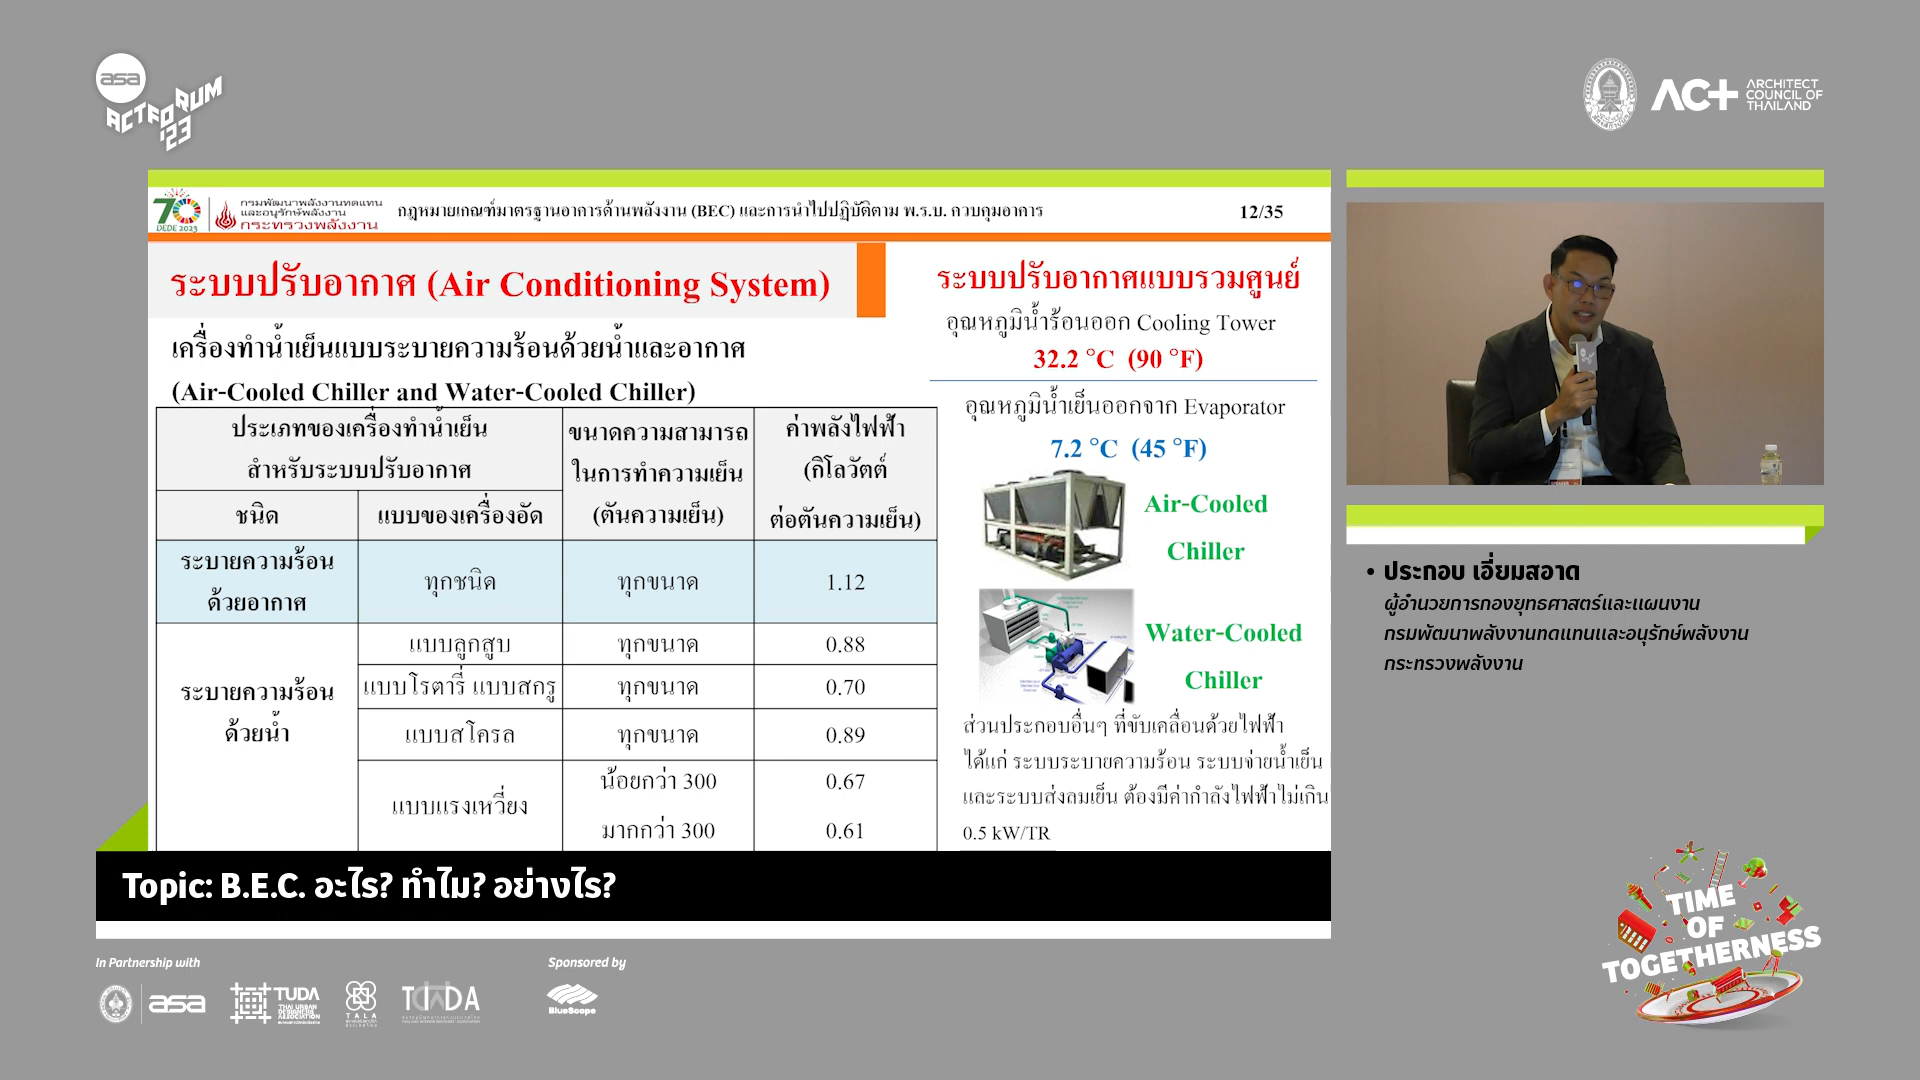 asa
ACT FORUM '23
ACT
ARCHITECT
COUNCIL OF
THAILAND
70
DEDE 2023
กรมพัฒนาพลังงานทดแทน
และอนุรักษ์พลังงาน
กระทรวงพลังงาน
กฎหมายเกณฑ์มาตรฐานอาคารด้านพลังงาน (BEC) และการนำไปปฏิบัติตาม พ.ร.บ. ควบคุมอาคาร
12/35
ระบบปรับอากาศ (Air Conditioning System)
เครื่องทำน้ำเย็นแบบระบายความร้อนด้วยน้ำและอากาศ
(Air-Cooled Chiller and Water-Cooled Chiller)
ประเภทของเครื่องทำน้ำเย็น
สำหรับระบบปรับอากาศ
ขนาดความสามารถ
ในการทำความเย็น
(ตันความเย็น)
ค่าพลังไฟฟ้า
(กิโลวัตต์
ต่อตันความเย็น)
ชนิด
แบบของเครื่องอัด
ระบายความร้อน
ด้วยอากาศ
ทุกชนิด
ทุกขนาด
1.12
ระบายความร้อน
ด้วยน้ำ
แบบลูกสูบ
ทุกขนาด
0.88
แบบโรตารี่ แบบสกรู
ทุกขนาด
0.70
แบบสโครล
ทุกขนาด
0.89
แบบแรงเหวี่ยง
น้อยกว่า 300
0.67
มากกว่า 300
0.61
ระบบปรับอากาศแบบรวมศูนย์
อุณหภูมิน้ำร้อนออก Cooling Tower
32.2 °C (90 °F)
อุณหภูมิน้ำเย็นออกจาก Evaporator
7.2 °C (45 °F)
Air-Cooled
Chiller
Water-Cooled
Chiller
ส่วนประกอบอื่นๆ ที่ขับเคลื่อนด้วยไฟฟ้า
ได้แก่ ระบบระบายความร้อน ระบบจ่ายน้ำเย็น
และระบบส่งลมเย็น ต้องมีค่ากำลังไฟฟ้าไม่เกิน
0.5 kW/TR
• ประกอบ เอี่ยมสอาด
ผู้อำนวยการกองยุทธศาสตร์และแผนงาน
กรมพัฒนาพลังงานทดแทนและอนุรักษ์พลังงาน
กระทรวงพลังงาน
Topic: B.E.C. อะไร? ทำไม? อย่างไร?
In Partnership with
Sponsored by
asa
TUDA
THAI URBAN
DESIGNERS
ASSOCIATION
TALA
TIDA
BlueScope
TIME
OF
TOGETHERNESS